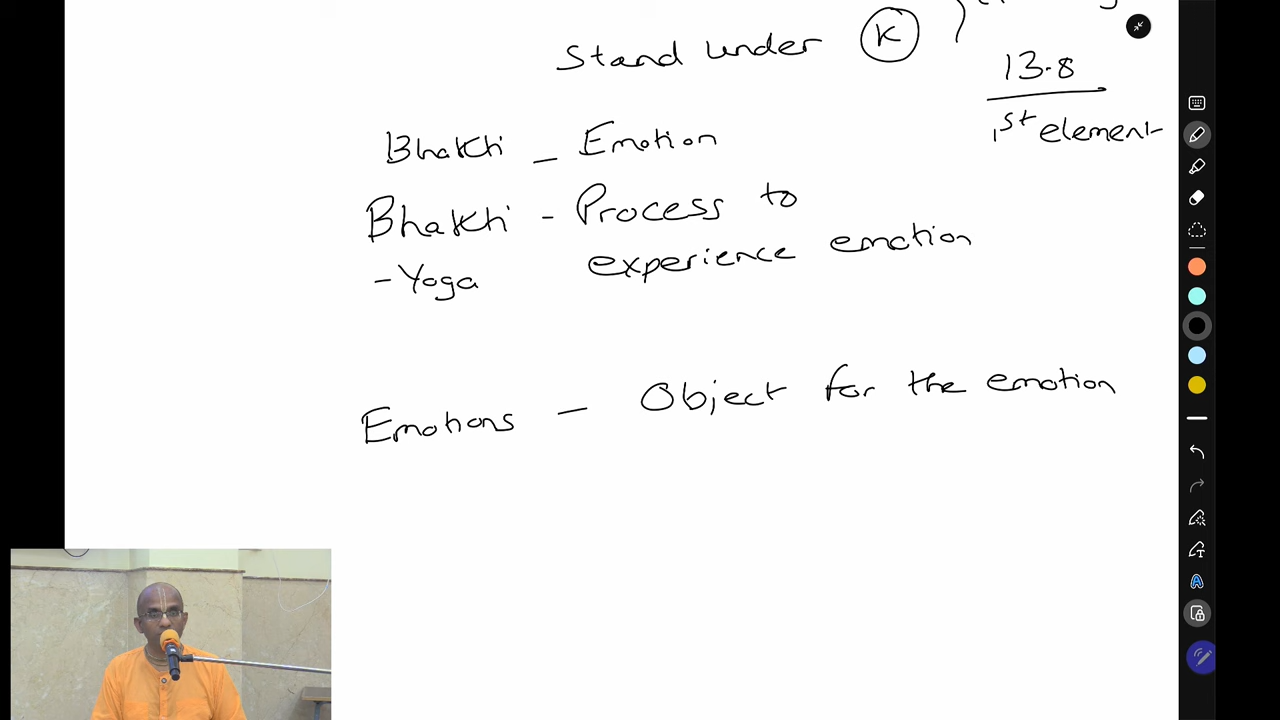 Stand under K
13.8
1st element
Bhakti - Emotion
Bhakti - Process to
- Yoga experience emotion
Emotions - Object for the emotion